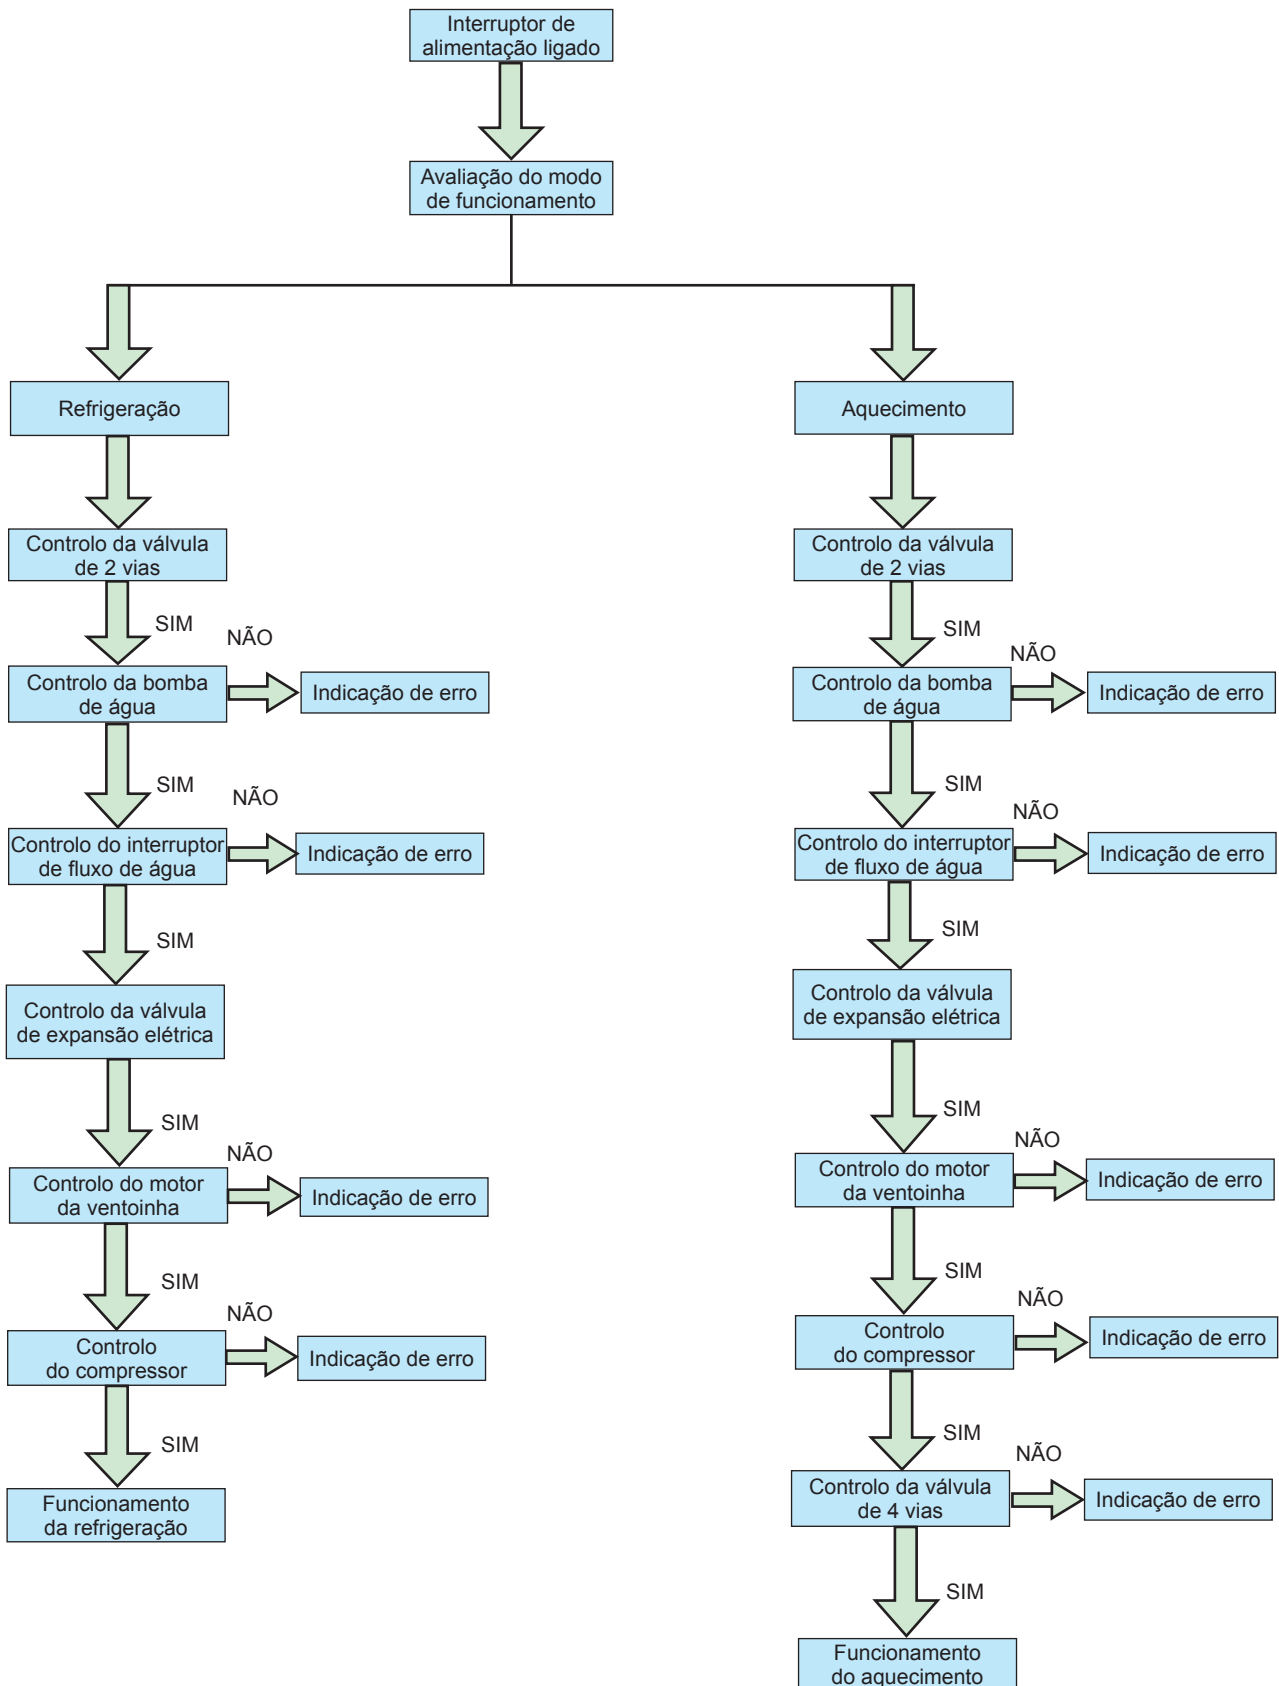 Interruptor de
alimentação ligado
Avaliação do modo
de funcionamento
Refrigeração
Controlo da válvula
de 2 vias
SIM
NÃO
Controlo da bomba
de água
Indicação de erro
SIM
NÃO
Controlo do interruptor
de fluxo de água
Indicação de erro
SIM
Controlo da válvula
de expansão elétrica
SIM
NÃO
Controlo do motor
da ventoinha
Indicação de erro
SIM
NÃO
Controlo
do compressor
Indicação de erro
SIM
Funcionamento
da refrigeração
Aquecimento
Controlo da válvula
de 2 vias
SIM
NÃO
Controlo da bomba
de água
Indicação de erro
SIM
NÃO
Controlo do interruptor
de fluxo de água
Indicação de erro
SIM
Controlo da válvula
de expansão elétrica
SIM
NÃO
Controlo do motor
da ventoinha
Indicação de erro
SIM
NÃO
Controlo
do compressor
Indicação de erro
SIM
NÃO
Controlo da válvula
de 4 vias
Indicação de erro
SIM
Funcionamento
do aquecimento